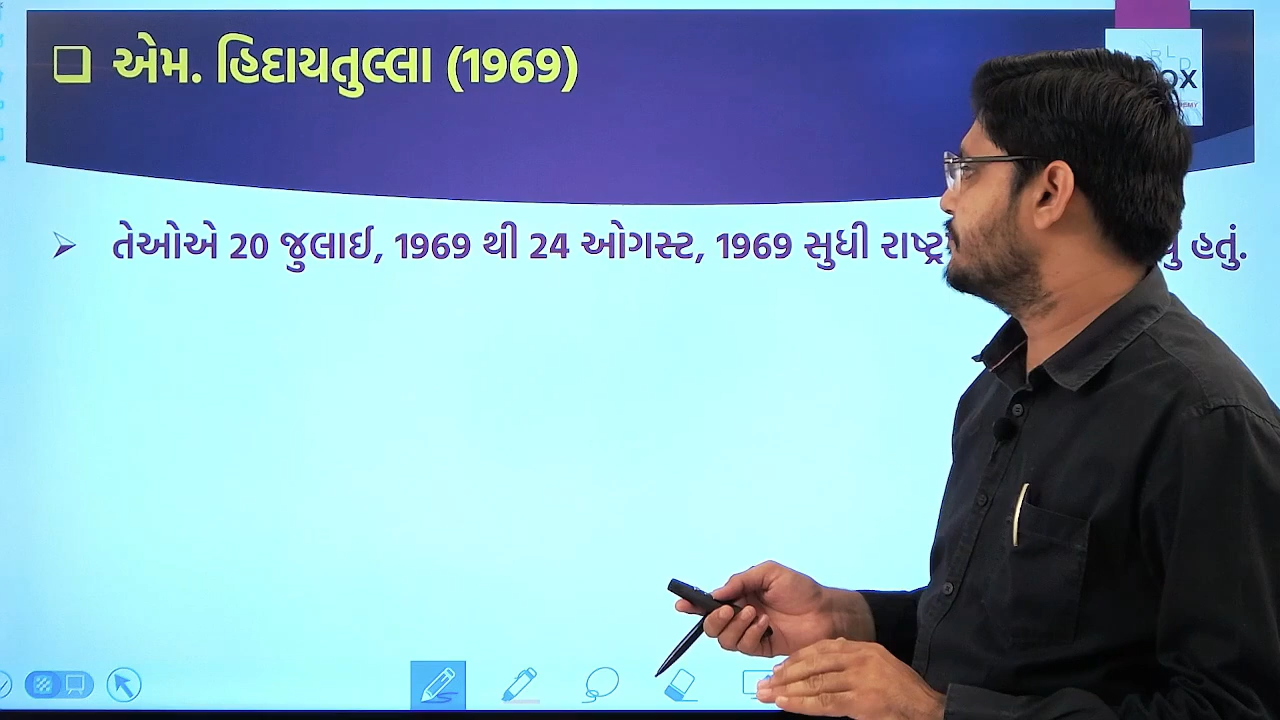 એમ. હિદાયતુલ્લા (1969)
તેઓએ 20 જુલાઈ, 1969 થી 24 ઓગસ્ટ, 1969 સુધી હતું.